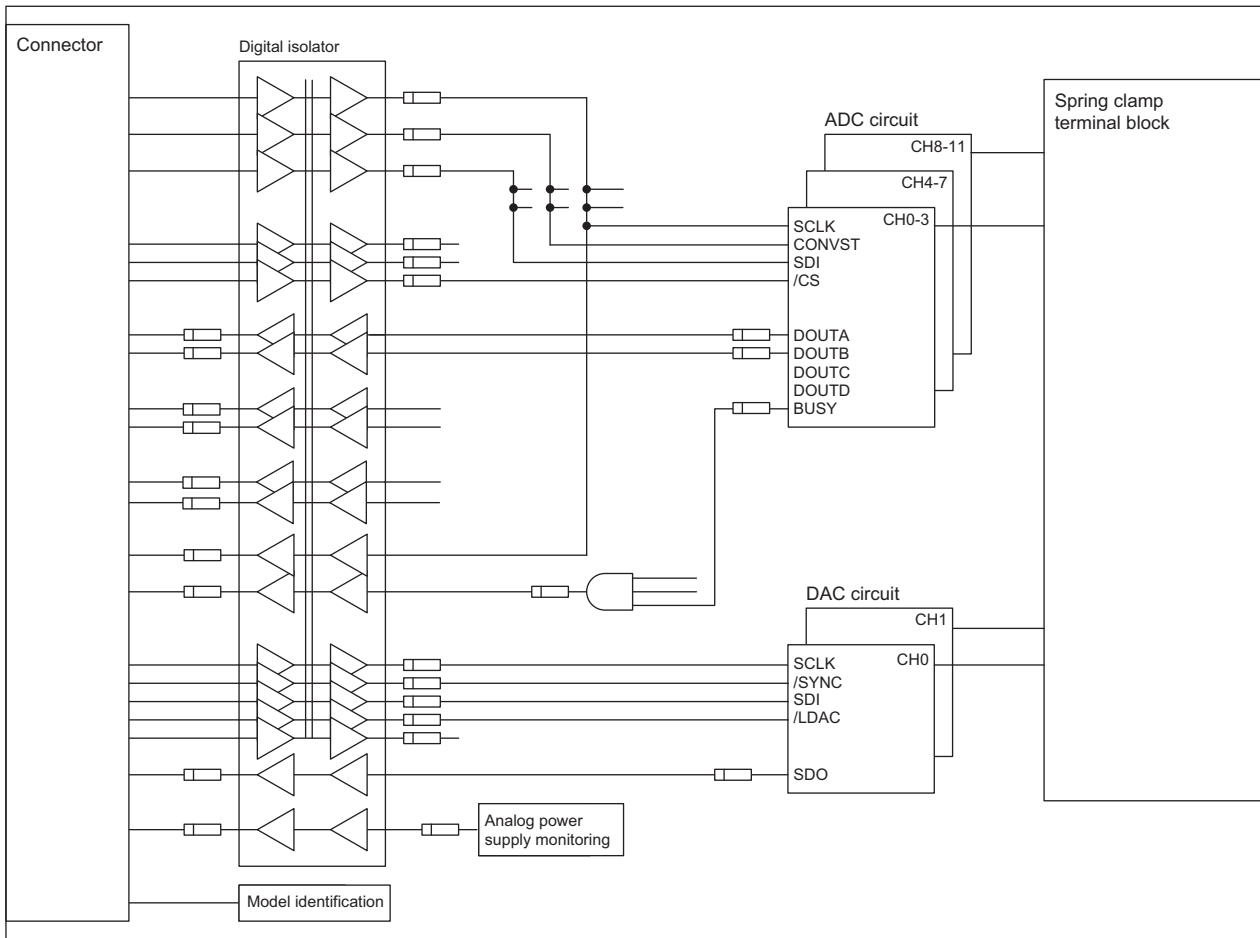 Connector
Digital isolator
Spring clamp
terminal block
ADC circuit
CH8-11
CH4-7
CH0-3
SCLK
CONVST
SDI
/CS
DOUTA
DOUTB
DOUTC
DOUTD
BUSY
DAC circuit
CH1
CH0
SCLK
/SYNC
SDI
/LDAC
SDO
Analog power
supply monitoring
Model identification